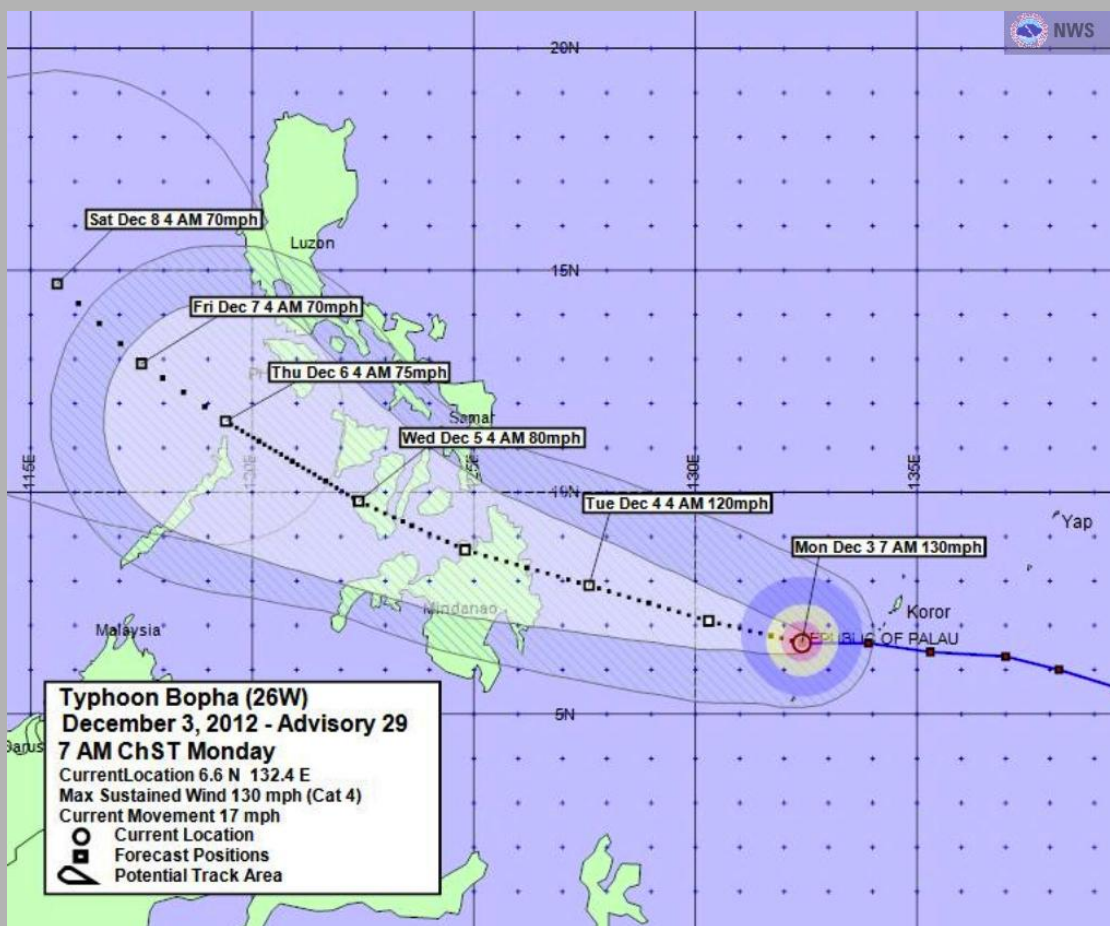 NWS
20N
Luzon
Sat Dec 8 4 AM 70mph
15N
Fri Dec 7 4 AM 70mph
Thu Dec 6 4 AM 75mph
Samar
Wed Dec 5 4 AM 80mph
115E
120E
125E
130E
135E
10N
Tue Dec 4 4 AM 120mph
Yap
Mon Dec 3 7 AM 130mph
Koror
Mindanao
OF PALAU
Malaysia
5N
Typhoon Bopha (26W)
December 3, 2012 - Advisory 29
7 AM ChST Monday
CurrentLocation 6.6 N 132.4 E
Max Sustained Wind 130 mph (Cat 4)
Current Movement 17 mph
Current Location
Forecast Positions
Potential Track Area